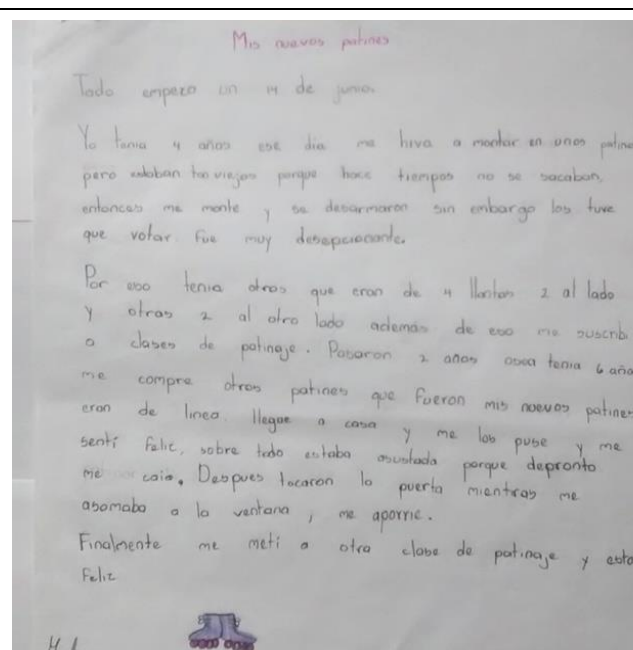 Mis nuevos patines
Todo empezo un 14 de junio.
Yo tenia 4 años ese dia me hiva a montar en unos patine
pero estaban tan viejos porque hace tiempos no se sacaban,
entonces me monte y se desarmaron sin embargo los tuve
que votar. Fue muy desepcionante.
Por eso tenia otros que eran de 4 llantas 2 al lado
y otras 2 al otro lado además de eso me suscribi
a clases de patinaje. Pasaron 2 años osea tenia 6 año
me compre otros patines que fueron mis nuevos patines
eran de linea. llegue a casa y me los puse y me
senti feliz, sobre todo estaba asustada porque depronto
me caia. Despues tocaron la puerta mientras me
asomaba a la ventana, me aporrie.
Finalmente me meti a otra clase de patinaje y esta
Feliz